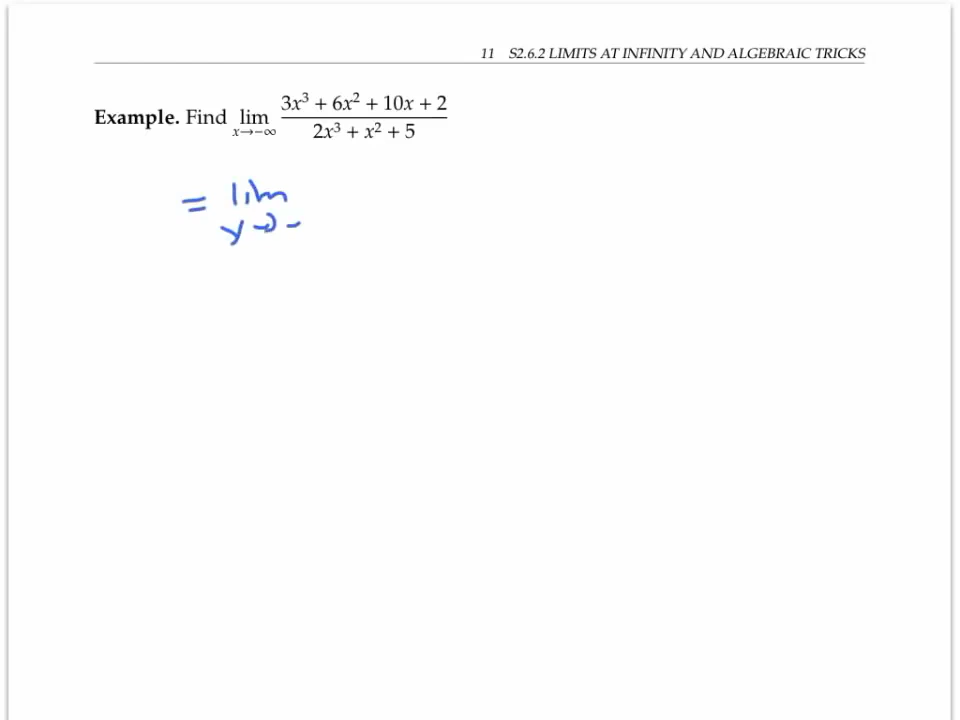 11 S2.6.2 LIMITS AT INFINITY AND ALGEBRAIC TRICKS
Example. Find lim x→−∞ (3x³ + 6x² + 10x + 2)/(2x³ + x² + 5)
= lim
x→ -